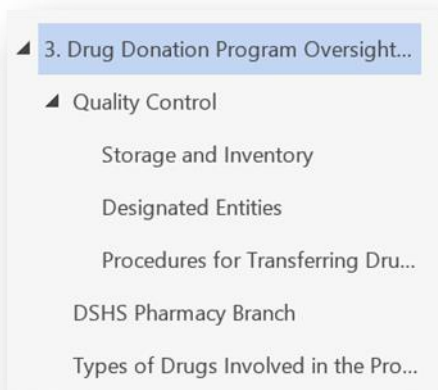 3. Drug Donation Program Oversight...
Quality Control
Storage and Inventory
Designated Entities
Procedures for Transferring Dru...
DSHS Pharmacy Branch
Types of Drugs Involved in the Pro...